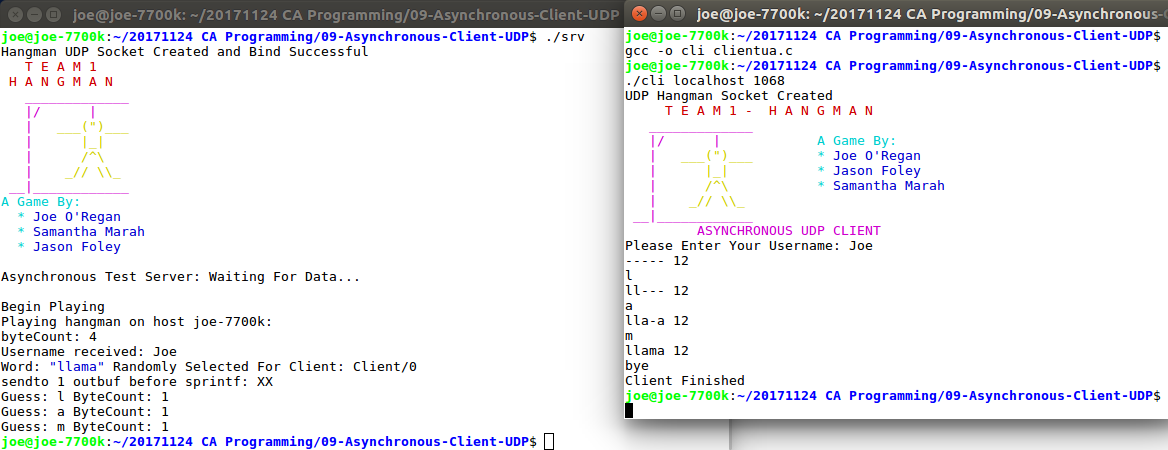 joe@joe-7700k: ~/20171124 CA Programming/09-Asynchronous-Client-UDP
joe@joe-7700k:~/20171124 CA Programming/09-Asynchronous-Client-UDP$ ./srv
Hangman UDP Socket Created and Bind Successful
T E A M 1
H A N G M A N
____________
|/      |
|   ___(")___
|      |_|
|      /^\
|    _// \\_
__|____________
A Game By:
* Joe O'Regan
* Samantha Marah
* Jason Foley
Asynchronous Test Server: Waiting For Data...
Begin Playing
Playing hangman on host joe-7700k:
byteCount: 4
Username received: Joe
Word: "llama" Randomly Selected For Client: Client/0
sendto 1 outbuf before sprintf: XX
Guess: l ByteCount: 1
Guess: a ByteCount: 1
Guess: m ByteCount: 1
joe@joe-7700k:~/20171124 CA Programming/09-Asynchronous-Client-UDP$
joe@joe-7700k: ~/20171124 CA Programming/09-Asynchronous-
joe@joe-7700k:~/20171124 CA Programming/09-Asynchronous-Client-UDP$
gcc -o cli clientua.c
joe@joe-7700k:~/20171124 CA Programming/09-Asynchronous-Client-UDP$
./cli localhost 1068
UDP Hangman Socket Created
T E A M 1 -  H A N G M A N
_____________
|/      |            A Game By:
|   ___(")___        * Joe O'Regan
|      |_|           * Jason Foley
|      /^\           * Samantha Marah
|    _// \\_
__|____________
ASYNCHRONOUS UDP CLIENT
Please Enter Your Username: Joe
----- 12
l
ll--- 12
a
lla-a 12
m
llama 12
bye
Client Finished
joe@joe-7700k:~/20171124 CA Programming/09-Asynchronous-Client-UDP$